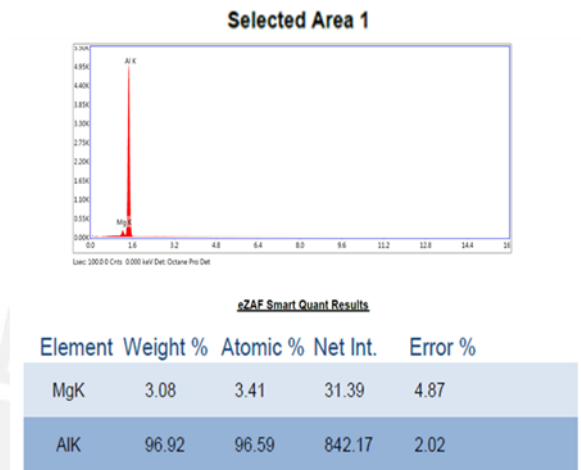 Selected Area 1
5.50K
4.95K
4.40K
3.85K
3.30K
2.75K
2.20K
1.65K
1.10K
0.55K
0.00K
Al K
Mg K
0.0 1.6 3.2 4.8 6.4 8.0 9.6 11.2 12.8 14.4 16
Lsec: 100.0 0 Cnts 0.000 keV Det: Octane Pro Det
eZAF Smart Quant Results
Element Weight % Atomic % Net Int. Error %
MgK 3.08 3.41 31.39 4.87
AlK 96.92 96.59 842.17 2.02